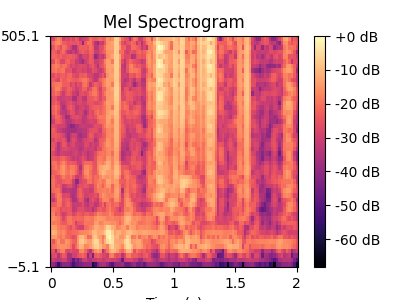 Mel Spectrogram
505.1
−5.1
0
0.5
1
1.5
2
+0 dB
-10 dB
-20 dB
-30 dB
-40 dB
-50 dB
-60 dB